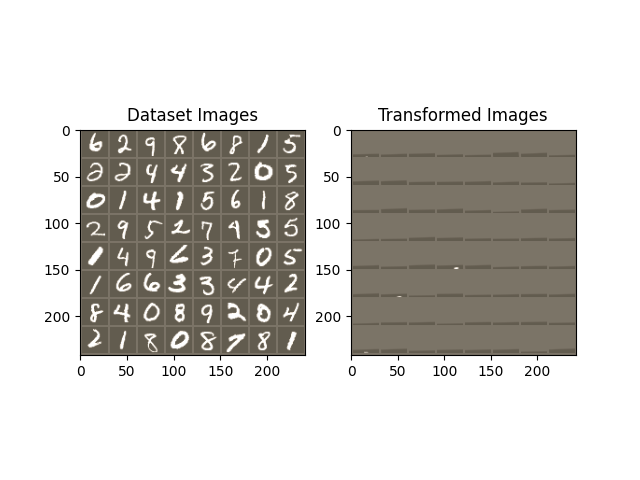 Dataset Images
Transformed Images
0
50
100
150
200
0 50 100 150 200
6 2 9 8 6 8 1 5
2 2 4 4 3 2 0 5
0 1 4 1 5 6 1 8
2 9 5 2 7 9 5 5
1 4 9 6 3 7 0 5
1 6 6 3 3 4 4 2
8 4 0 8 9 2 0 4
2 1 8 0 8 7 8 1
0
50
100
150
200
0 50 100 150 200